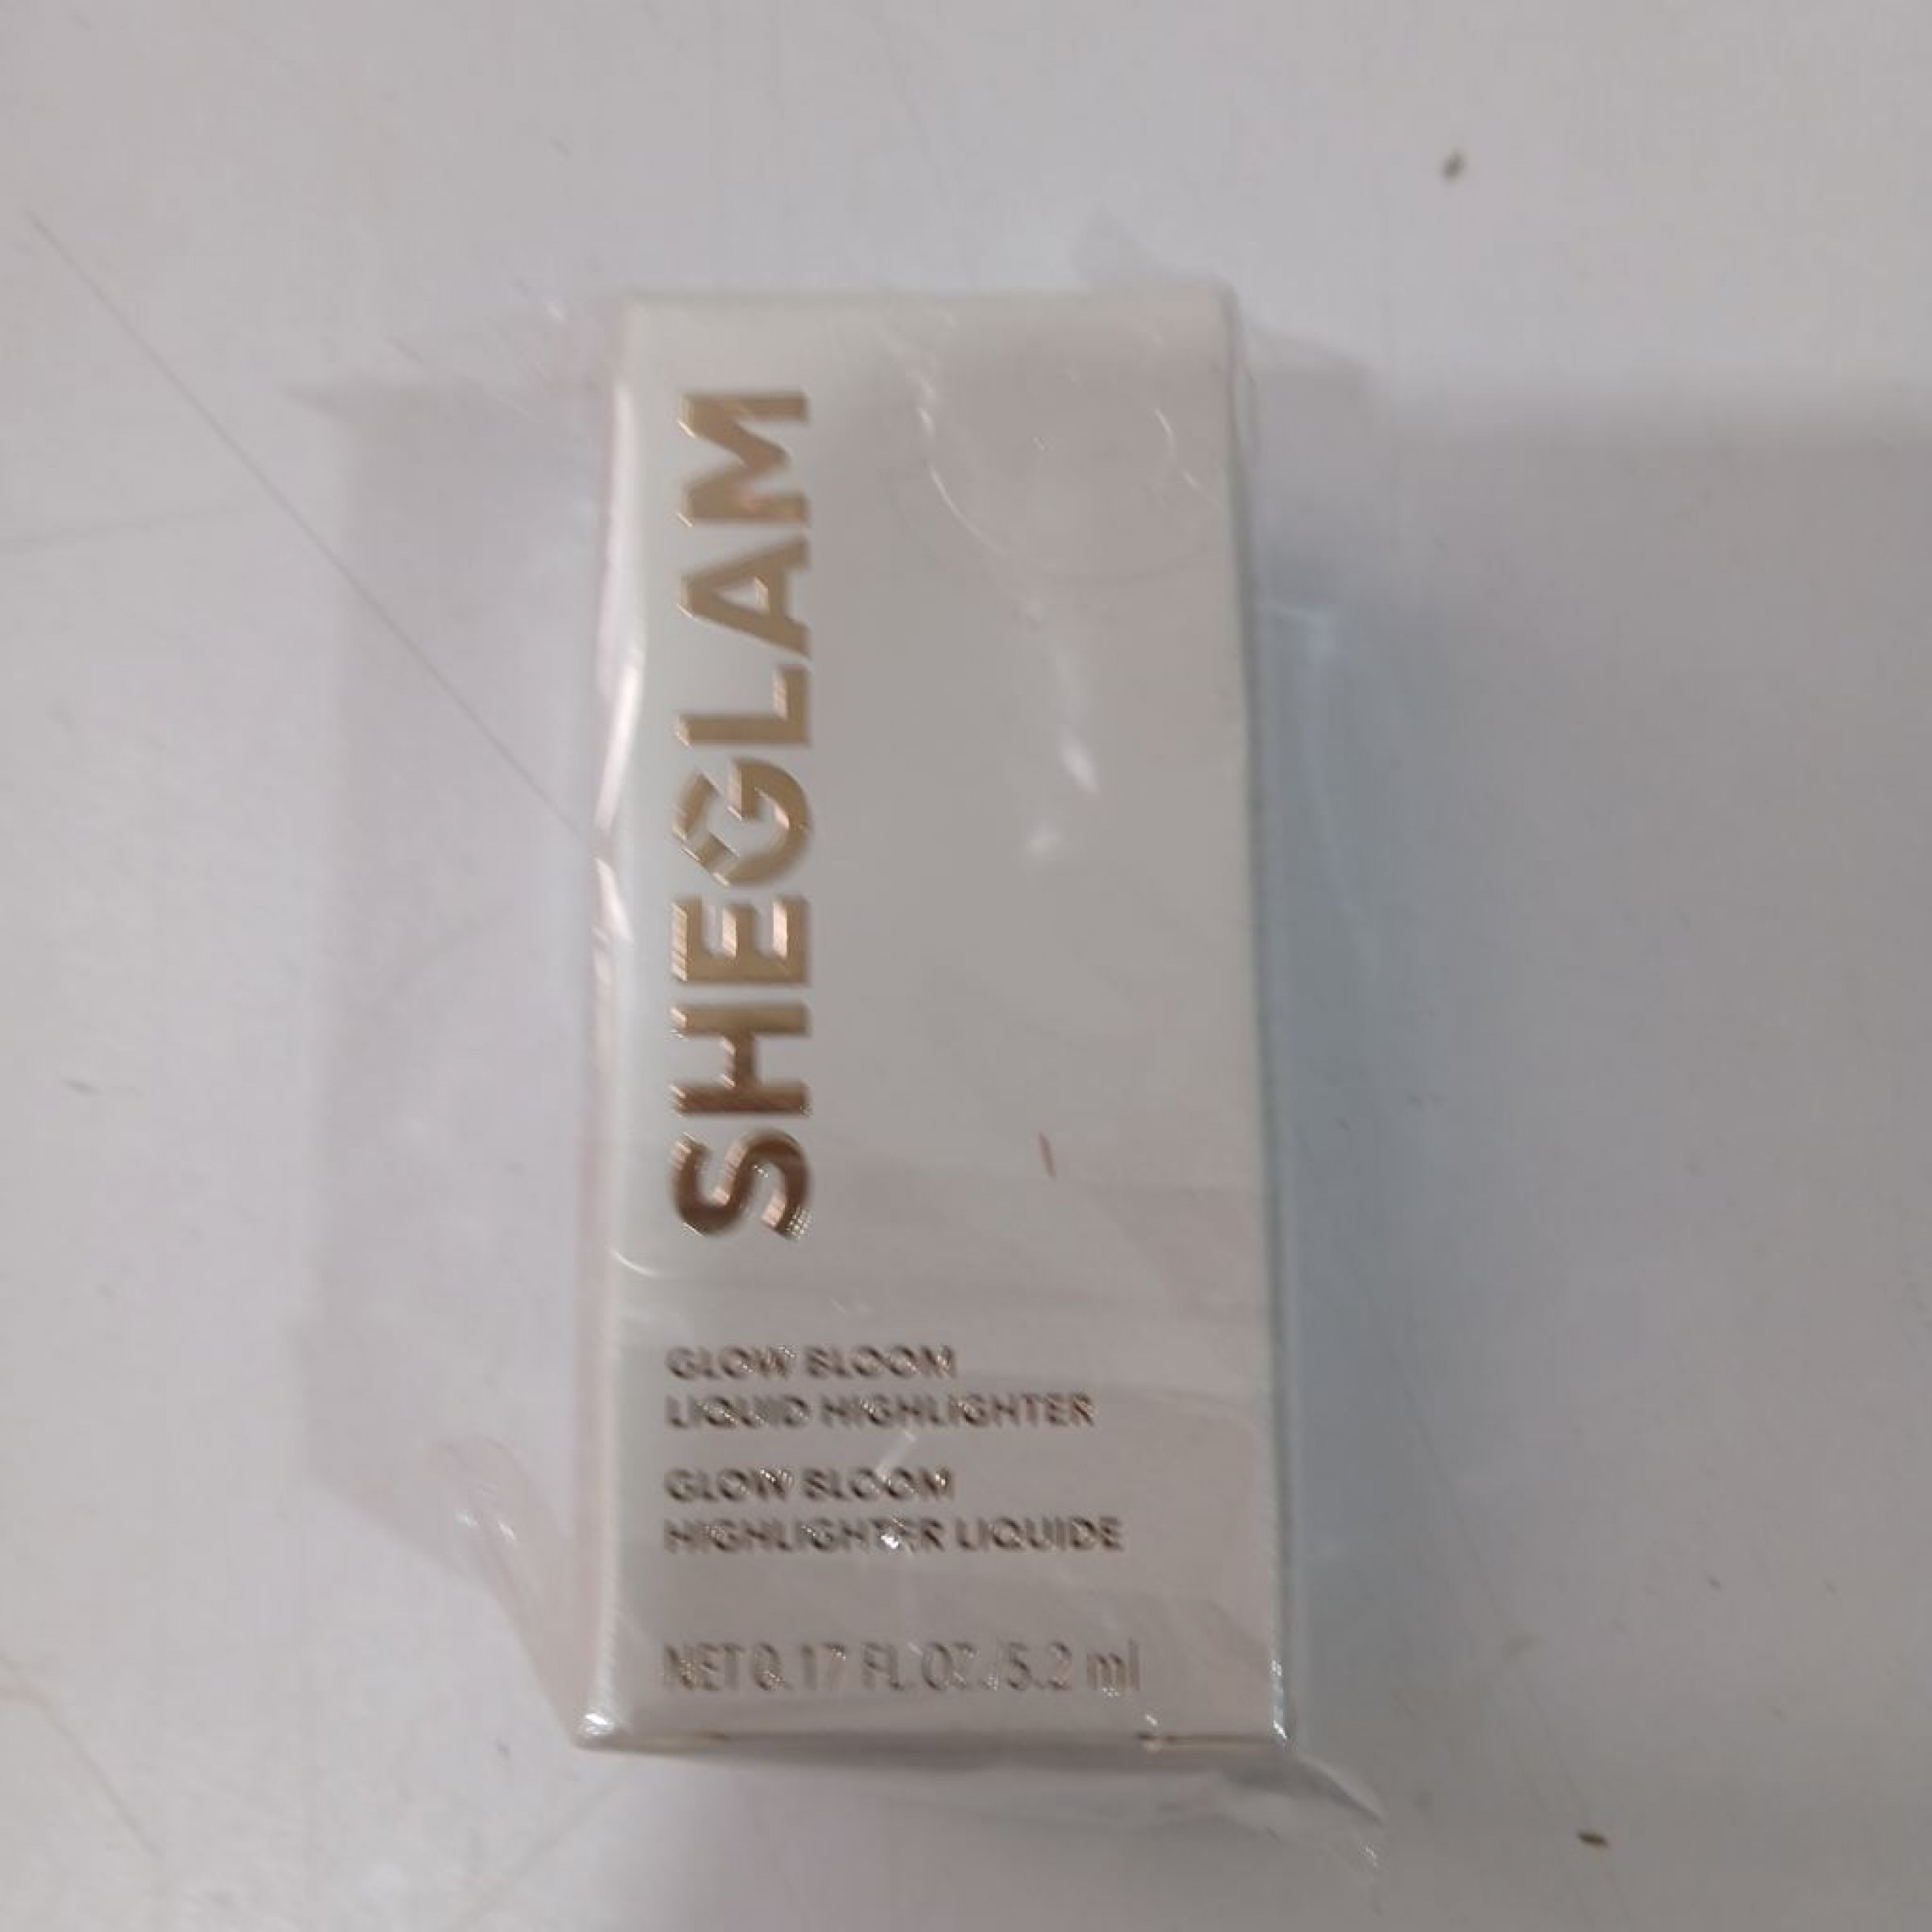 SHEGLAM
GLOW BLOOM
LIQUID HIGHLIGHTER
GLOW BLOOM
HIGHLIGHTER LIQUIDE
NET 0.17 FL OZ./5.2 ml